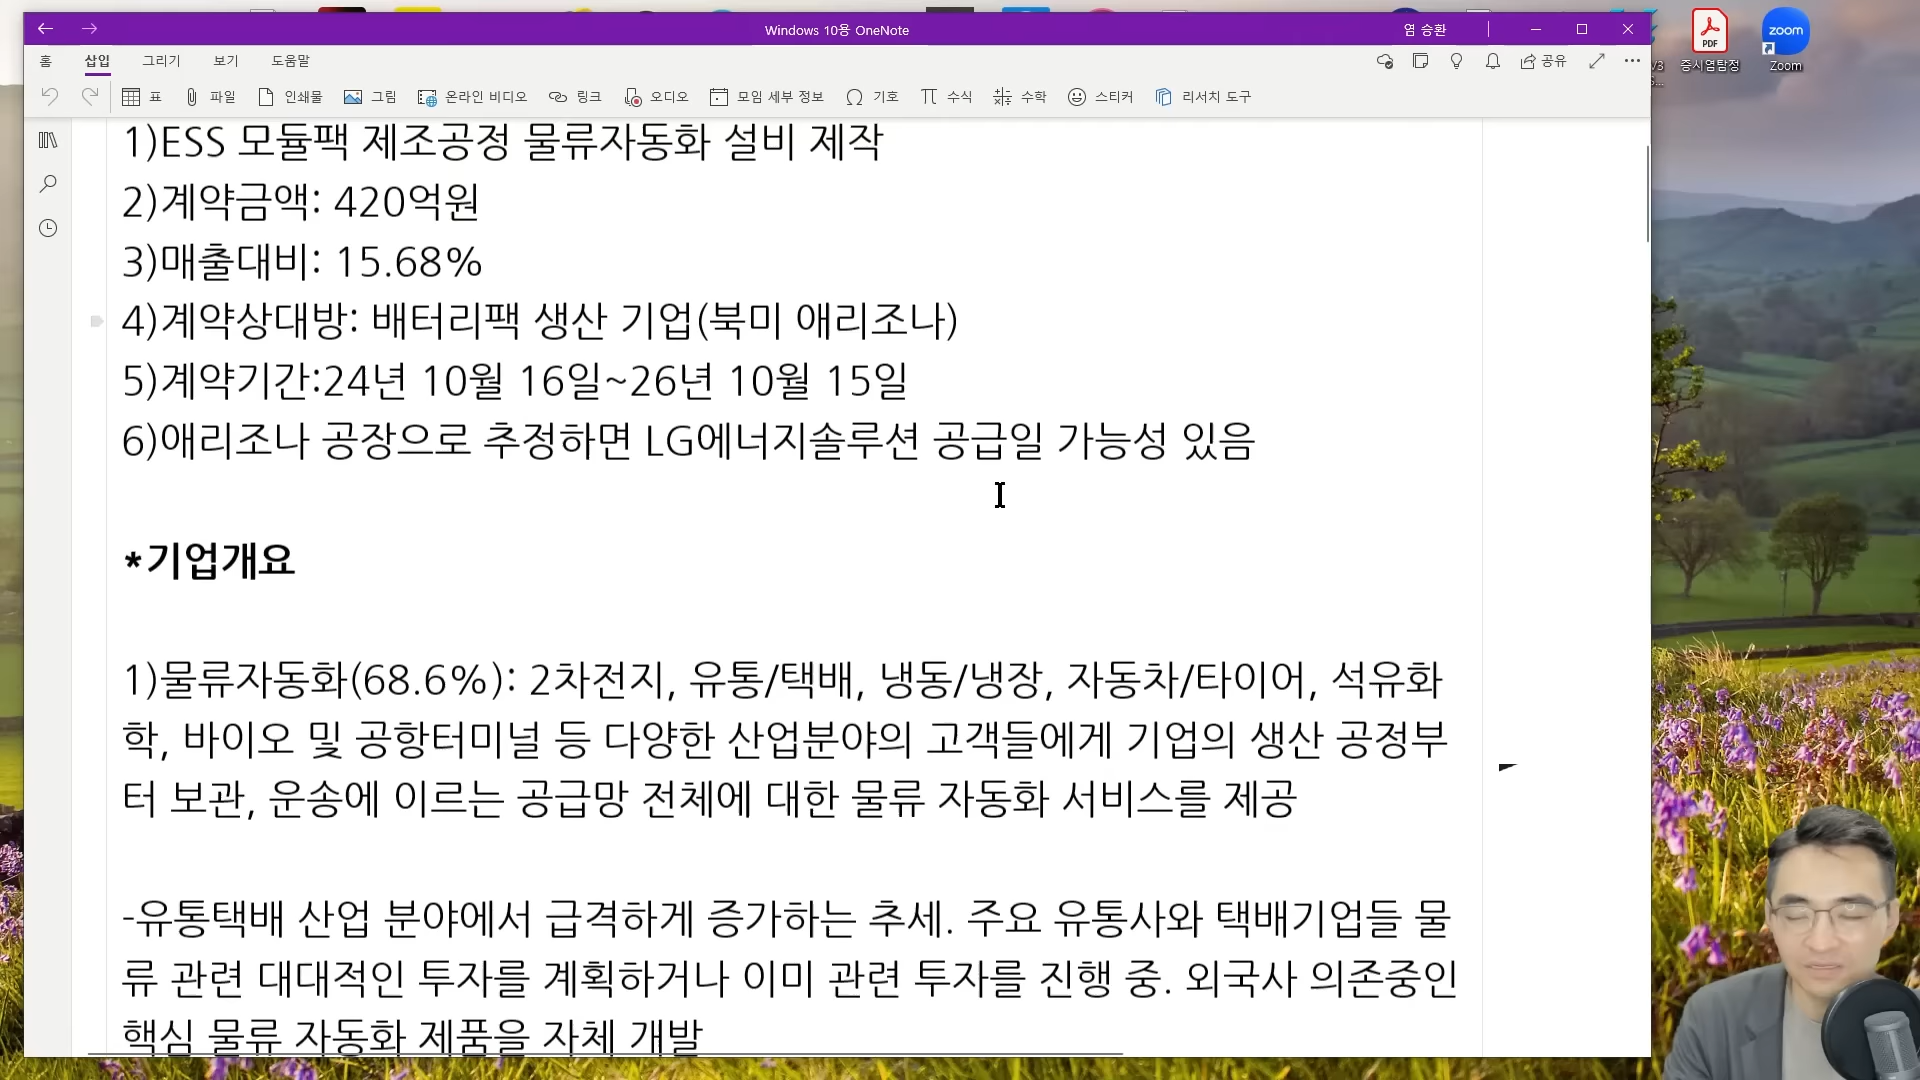 Windows 10용 OneNote
염 승환
홈 삽입 그리기 보기 도움말
공유
표 파일 인쇄물 그림 온라인 비디오 링크 오디오 모임 세부 정보 기호 수식 수학 스티커 리서치 도구
PDF
증시염탐정
zoom
Zoom
1)ESS 모듈팩 제조공정 물류자동화 설비 제작
2)계약금액: 420억원
3)매출대비: 15.68%
4)계약상대방: 배터리팩 생산 기업(북미 애리조나)
5)계약기간:24년 10월 16일~26년 10월 15일
6)애리조나 공장으로 추정하면 LG에너지솔루션 공급일 가능성 있음
*기업개요
1)물류자동화(68.6%): 2차전지, 유통/택배, 냉동/냉장, 자동차/타이어, 석유화
학, 바이오 및 공항터미널 등 다양한 산업분야의 고객들에게 기업의 생산 공정부
터 보관, 운송에 이르는 공급망 전체에 대한 물류 자동화 서비스를 제공
-유통택배 산업 분야에서 급격하게 증가하는 추세. 주요 유통사와 택배기업들 물
류 관련 대대적인 투자를 계획하거나 이미 관련 투자를 진행 중. 외국사 의존중인
핵심 물류 자동화 제품을 자체 개발